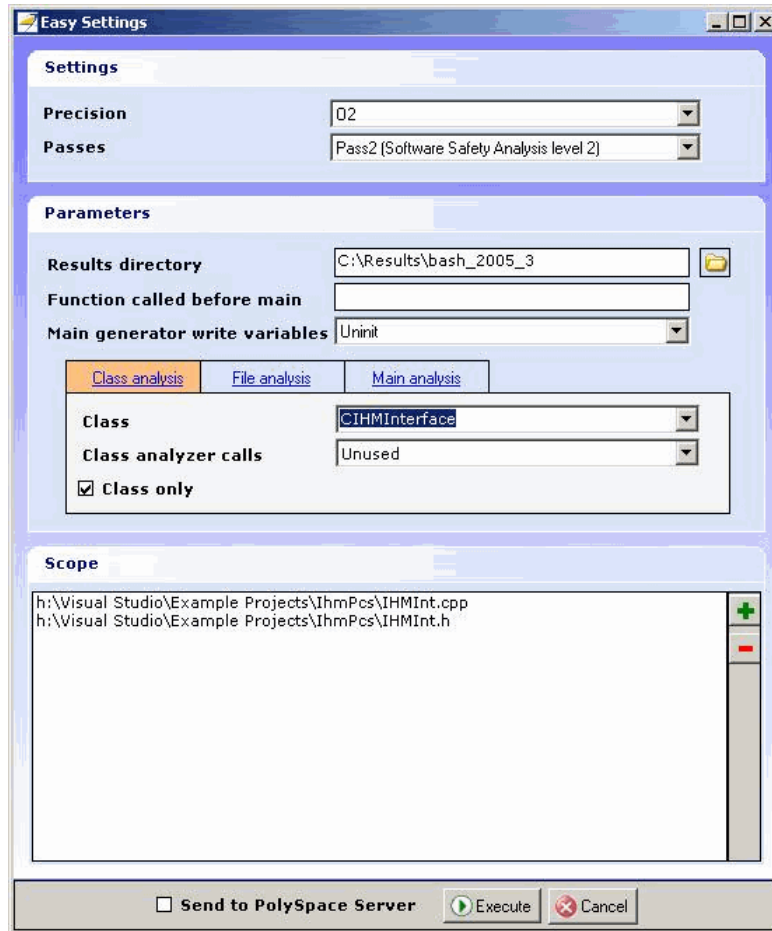 Easy Settings
Settings
Precision O2
Passes Pass2 (Software Safety Analysis level 2)
Parameters
Results directory C:\Results\bash_2005_3
Function called before main
Main generator write variables Uninit
Class analysis File analysis Main analysis
Class CIHMInterface
Class analyzer calls Unused
Class only
Scope
h:\Visual Studio\Example Projects\IhmPcs\IHMInt.cpp
h:\Visual Studio\Example Projects\IhmPcs\IHMInt.h
Send to PolySpace Server Execute Cancel